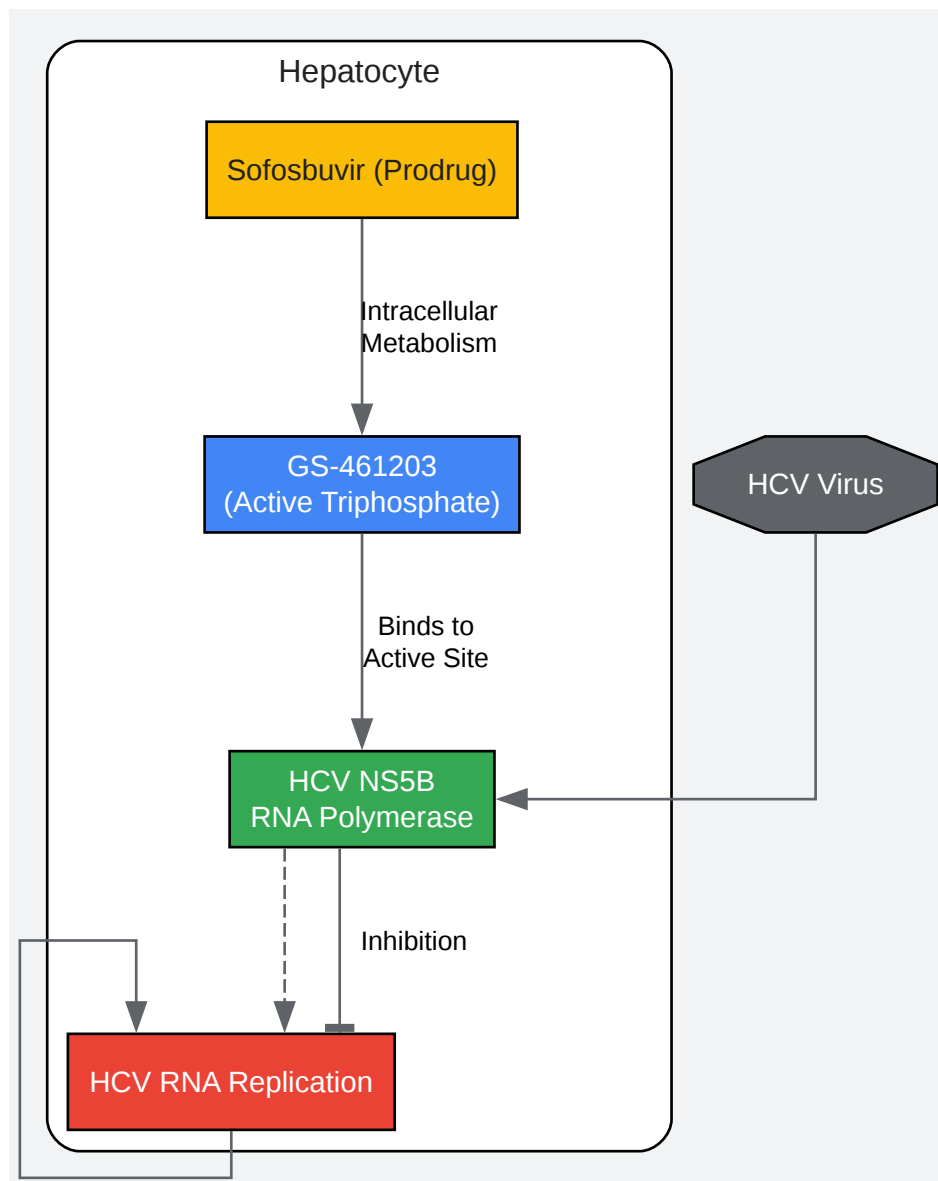 Hepatocyte
Sofosbuvir (Prodrug)
Intracellular
Metabolism
GS-461203
(Active Triphosphate)
HCV Virus
Binds to
Active Site
HCV NS5B
RNA Polymerase
Inhibition
HCV RNA Replication